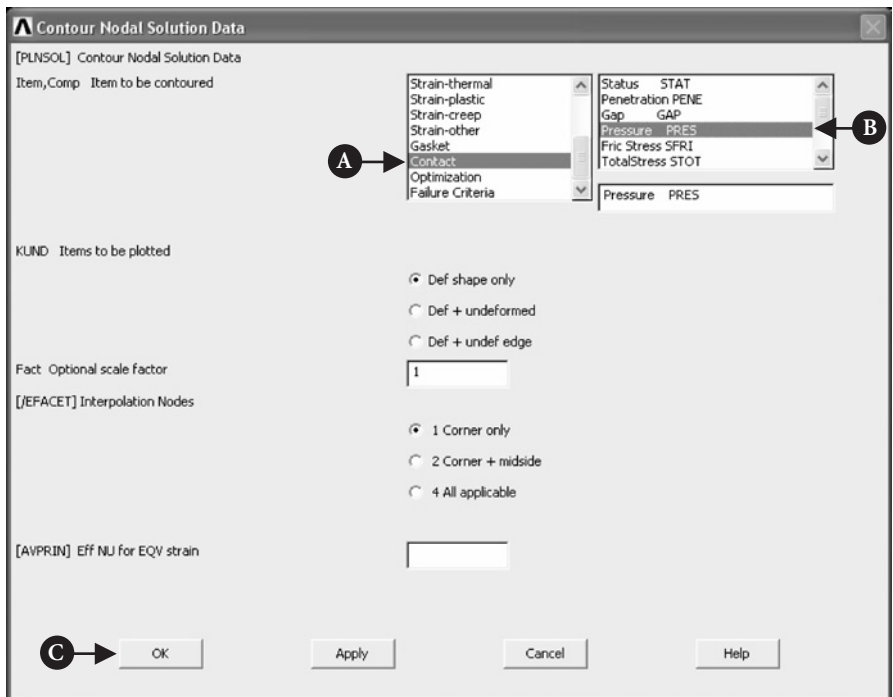 Contour Nodal Solution Data
[PLNSOL] Contour Nodal Solution Data
Item,Comp Item to be contoured
Strain-thermal
Strain-plastic
Strain-creep
Strain-other
Gasket
Contact
Optimization
Failure Criteria
Status STAT
Penetration PENE
Gap GAP
Pressure PRES
Fric Stress SFRI
TotalStress STOT
Pressure PRES
A
B
KUND Items to be plotted
Def shape only
Def + undeformed
Def + undef edge
Fact Optional scale factor
1
[/EFACET] Interpolation Nodes
1 Corner only
2 Corner + midside
4 All applicable
[AVPRIN] Eff NU for EQV strain
C
OK
Apply
Cancel
Help